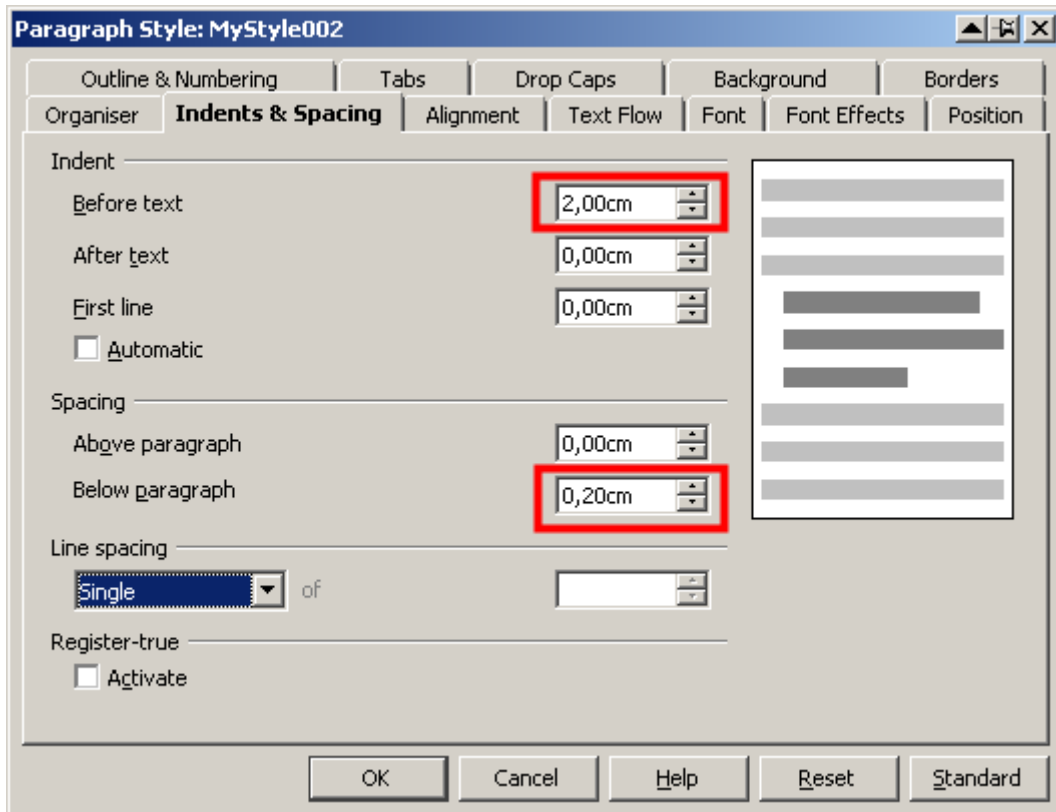 Paragraph Style: MyStyle002
Outline & Numbering Tabs Drop Caps Background Borders
Organiser Indents & Spacing Alignment Text Flow Font Font Effects Position
Indent
Before text 2,00cm
After text 0,00cm
First line 0,00cm
Automatic
Spacing
Above paragraph 0,00cm
Below paragraph 0,20cm
Line spacing
Single of
Register-true
Activate
OK Cancel Help Reset Standard